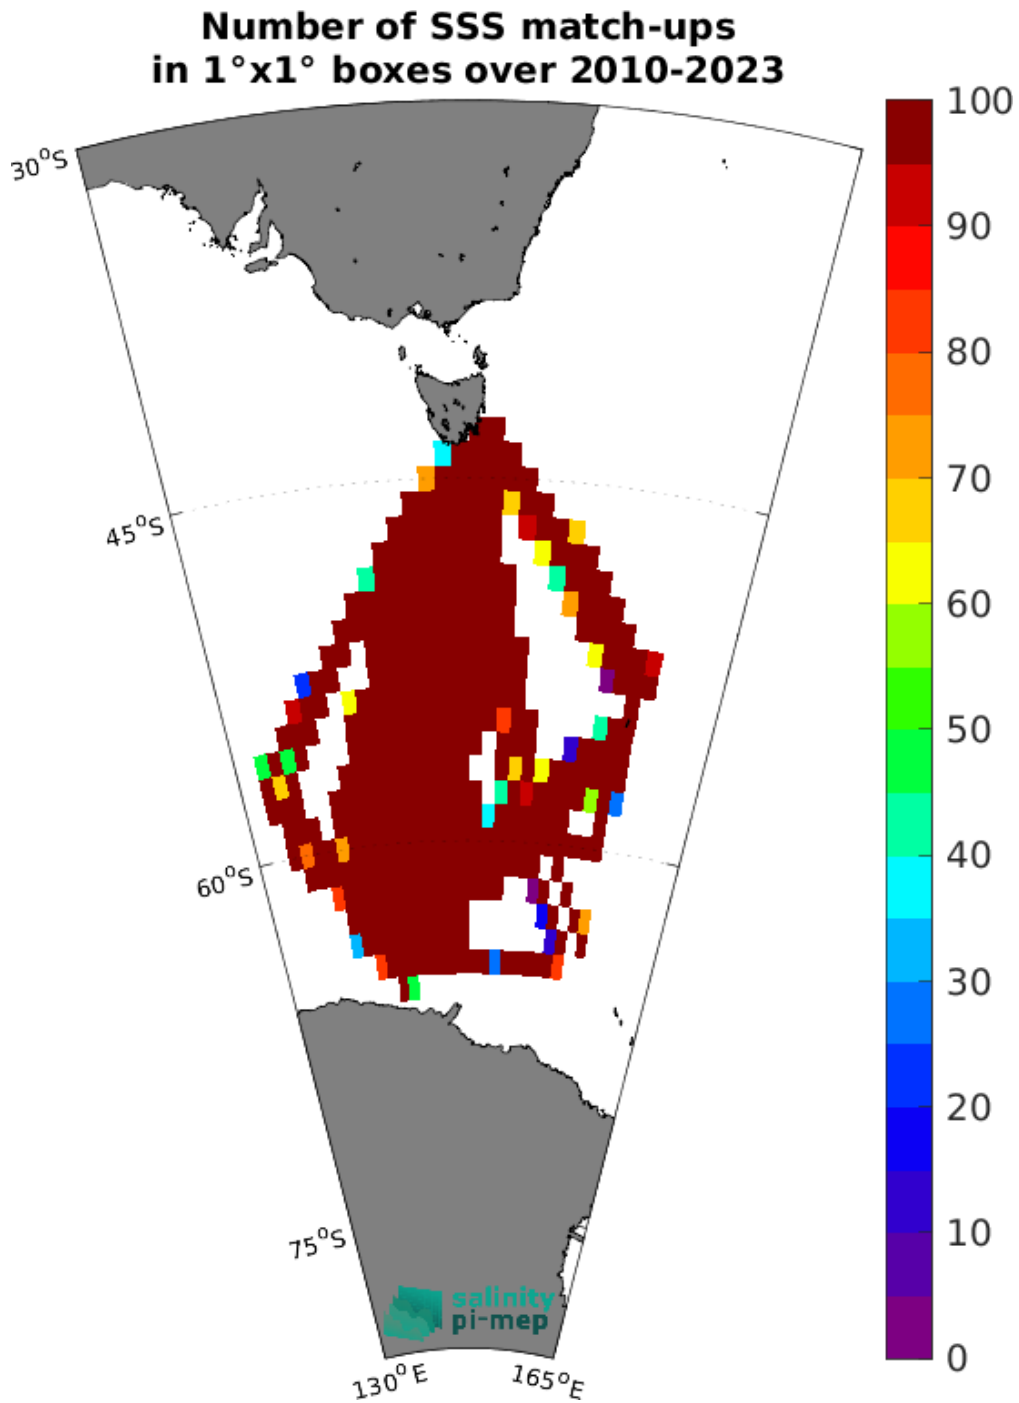 Number of SSS match-ups
in 1°x1° boxes over 2010-2023
30°S
45°S
60°S
75°S
130°E
165°E
100
90
80
70
60
50
40
30
20
10
0
salinity
pi-mep